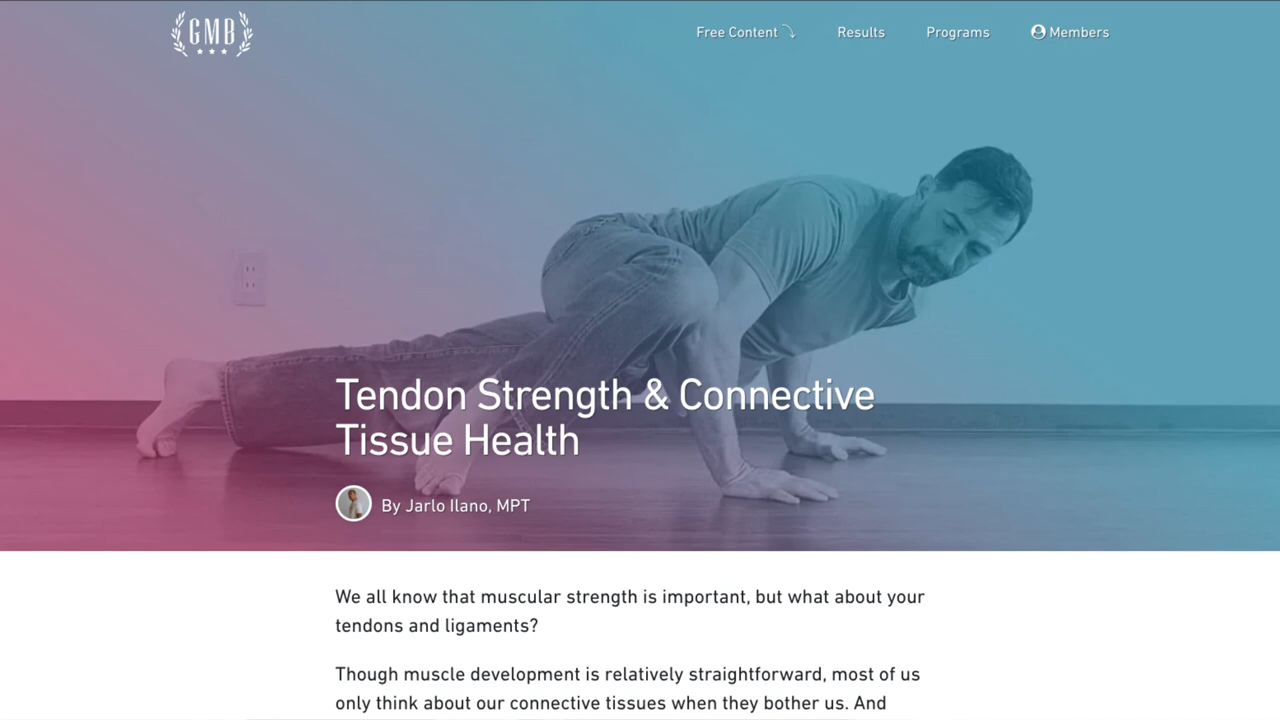 GMB
Free Content
Results
Programs
Members
Tendon Strength & Connective
Tissue Health
By Jarlo Ilano, MPT
We all know that muscular strength is important, but what about your
tendons and ligaments?
Though muscle development is relatively straightforward, most of us
only think about our connective tissues when they bother us. And